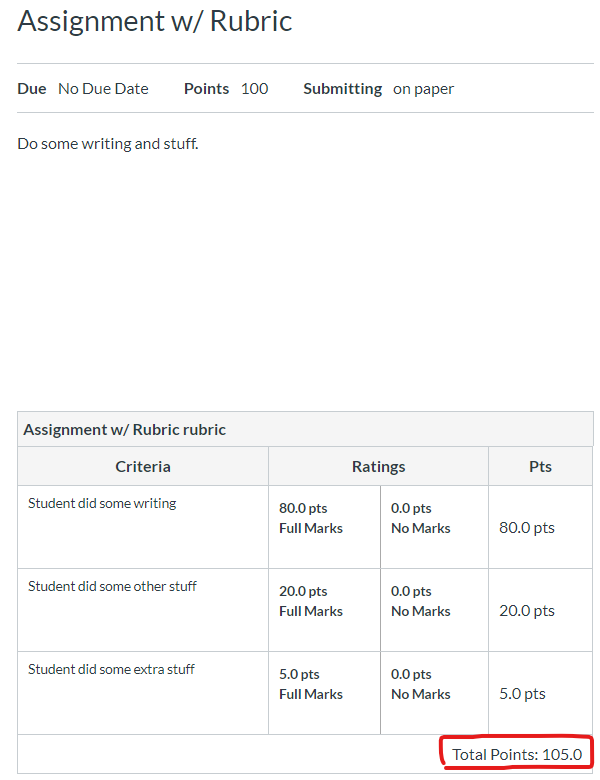 Assignment w/ Rubric
Due No Due Date Points 100 Submitting on paper
Do some writing and stuff.
Assignment w/ Rubric rubric
Criteria Ratings Pts
Student did some writing
80.0 pts 0.0 pts
Full Marks No Marks
80.0 pts
Student did some other stuff
20.0 pts 0.0 pts
Full Marks No Marks
20.0 pts
Student did some extra stuff
5.0 pts 0.0 pts
Full Marks No Marks
5.0 pts
Total Points: 105.0